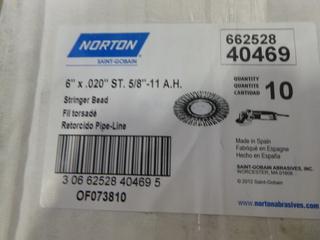 NORTON
SAINT-GOBAIN
662528
40469
6" x .020" ST. 5/8"-11 A.H.
Stringer Bead
Fil torsadé
Retorcido Pipe-Line
QUANTITY
QUANTITÉ
CANTIDAD
10
Made in Spain
Fabriqué en Espagne
Hecho en España
SAINT-GOBAIN ABRASIVES, INC.
WORCESTER, MA 01606
© 2012 Saint-Gobain
3 06 62528 40469 5
OF073810
www.nortonabrasives.com